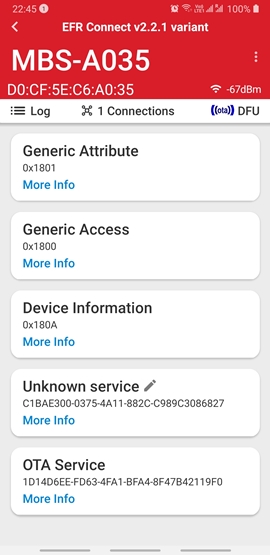 22:45 100%
EFR Connect v2.2.1 variant
MBS-A035
D0:CF:5E:C6:A0:35 -67dBm
Log 1 Connections ((ota)) DFU
Generic Attribute
0x1801
More Info
Generic Access
0x1800
More Info
Device Information
0x180A
More Info
Unknown service
C1BAE300-0375-4A11-882C-C989C3086827
More Info
OTA Service
1D14D6EE-FD63-4FA1-BFA4-8F47B42119F0
More Info